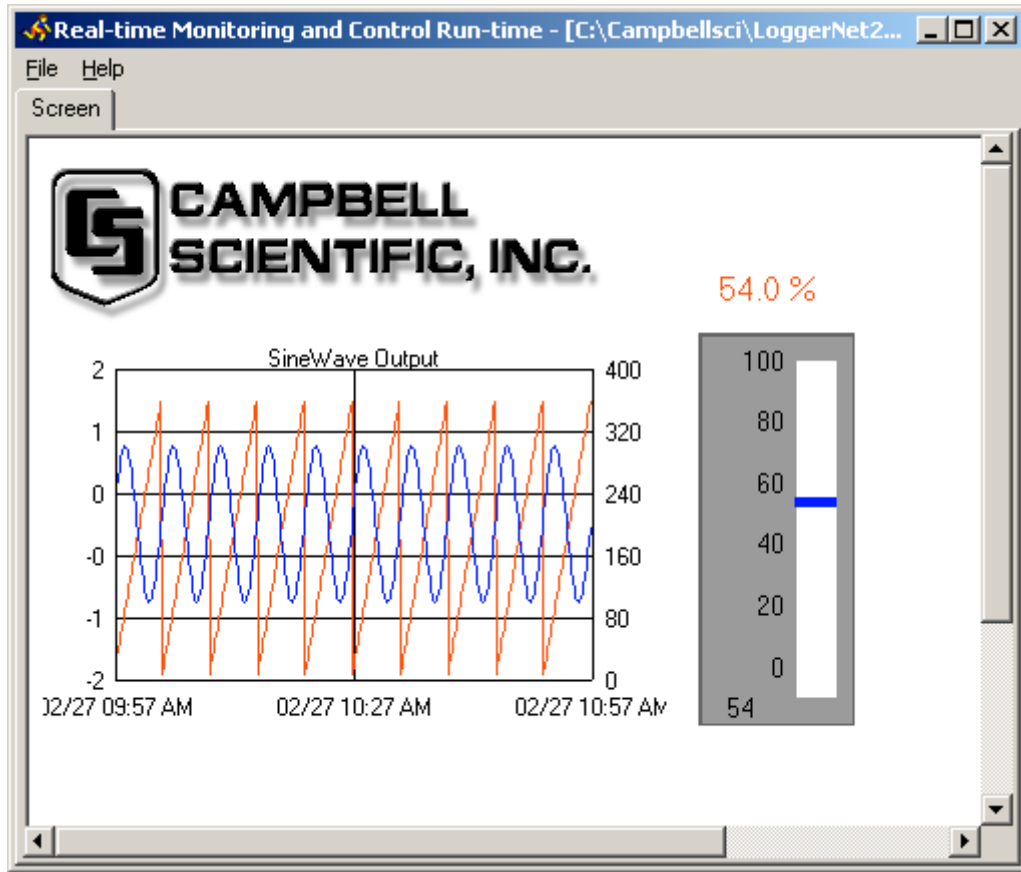 Real-time Monitoring and Control Run-time - [C:\Campbellsci\LoggerNet2...
File Help
Screen
CS
CAMPBELL
SCIENTIFIC, INC.
54.0 %
SineWave Output
2
1
0
-0
-1
-2
400
320
240
160
80
0
02/27 09:57 AM
02/27 10:27 AM
02/27 10:57 AM
100
80
60
40
20
0
54